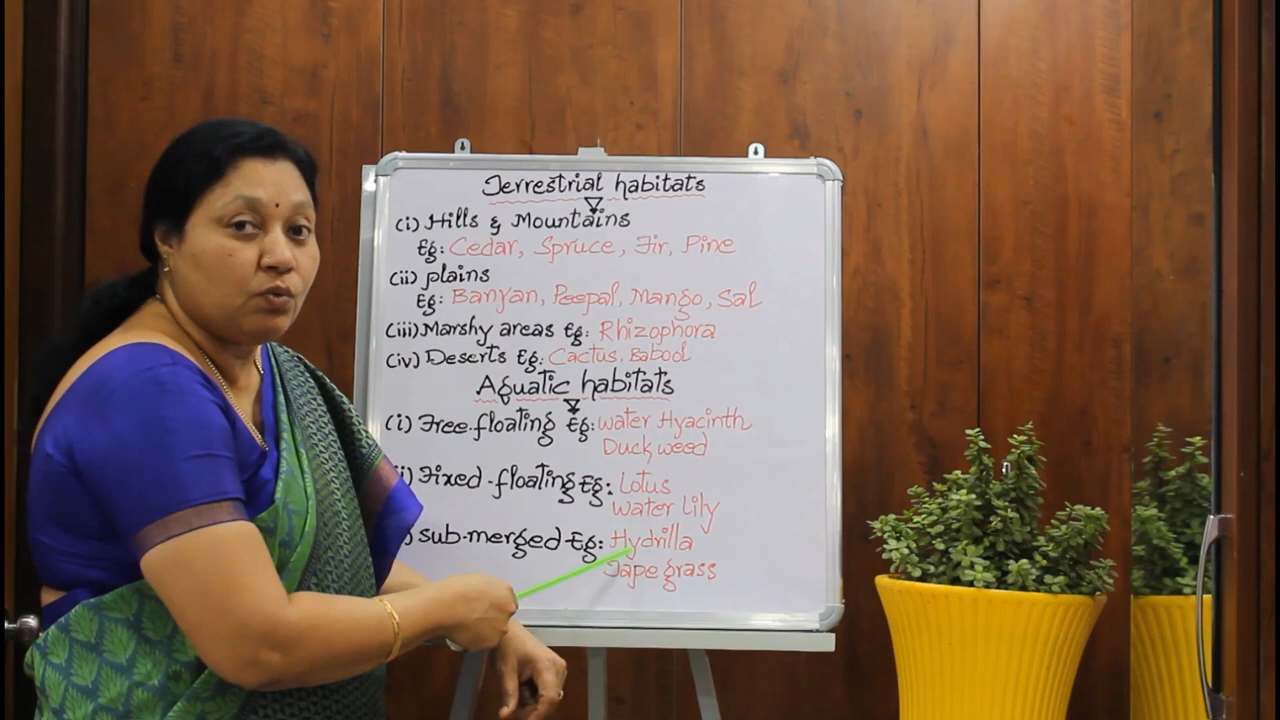 Terrestrial habitats
(i) Hills & Mountains
Eg: Cedar, Spruce, Fir, Pine
(ii) plains
Eg: Banyan, Peepal, Mango, Sal
(iii) Marshy areas Eg: Rhizophora
(iv) Deserts Eg: Cactus, Babool
Aquatic habitats
(i) Free-floating Eg: water Hyacinth
Duck weed
i) Fixed-floating Eg: Lotus
water Lily
) sub-merged Eg: Hydrilla
Tape grass